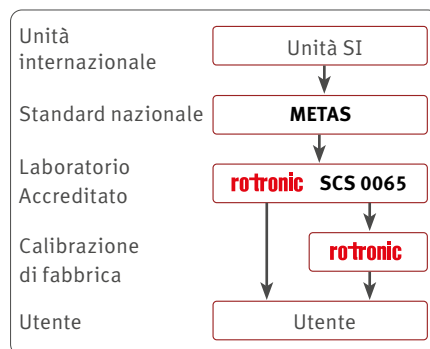 Unità
internazionale
Unità SI
Standard nazionale
METAS
Laboratorio
Accreditato
rotronic SCS 0065
Calibrazione
di fabbrica
rotronic
Utente
Utente